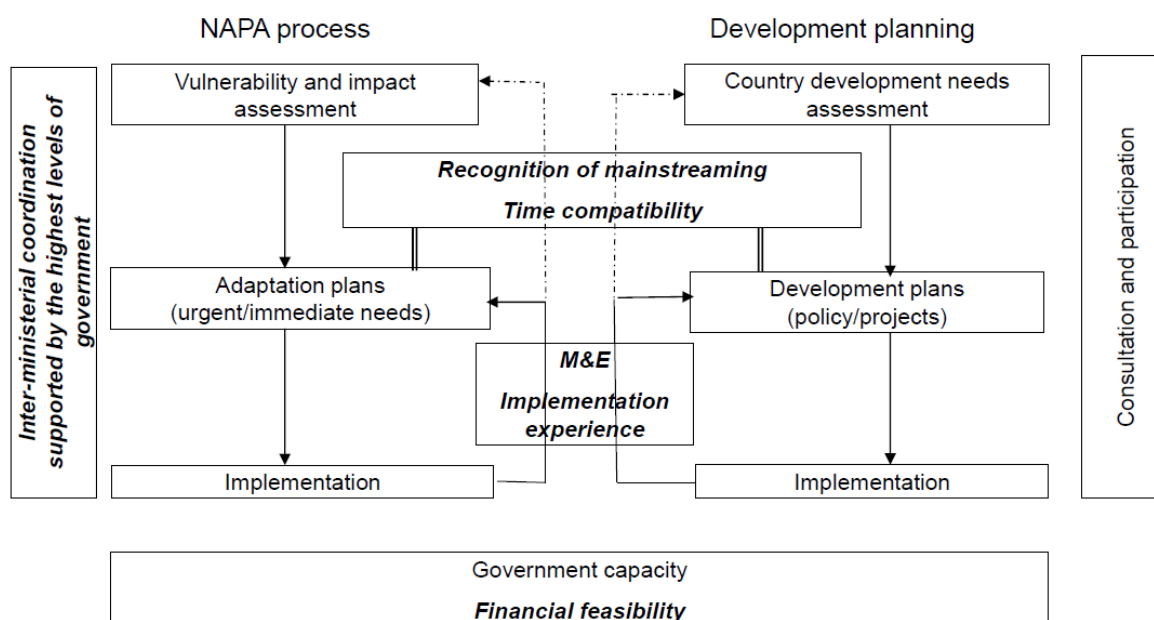 NAPA process
Development planning
Inter-ministerial coordination
supported by the highest levels of
government
Vulnerability and impact
assessment
Country development needs
assessment
Consultation and participation
Recognition of mainstreaming
Time compatibility
Adaptation plans
(urgent/immediate needs)
Development plans
(policy/projects)
M&E
Implementation
experience
Implementation
Implementation
Government capacity
Financial feasibility